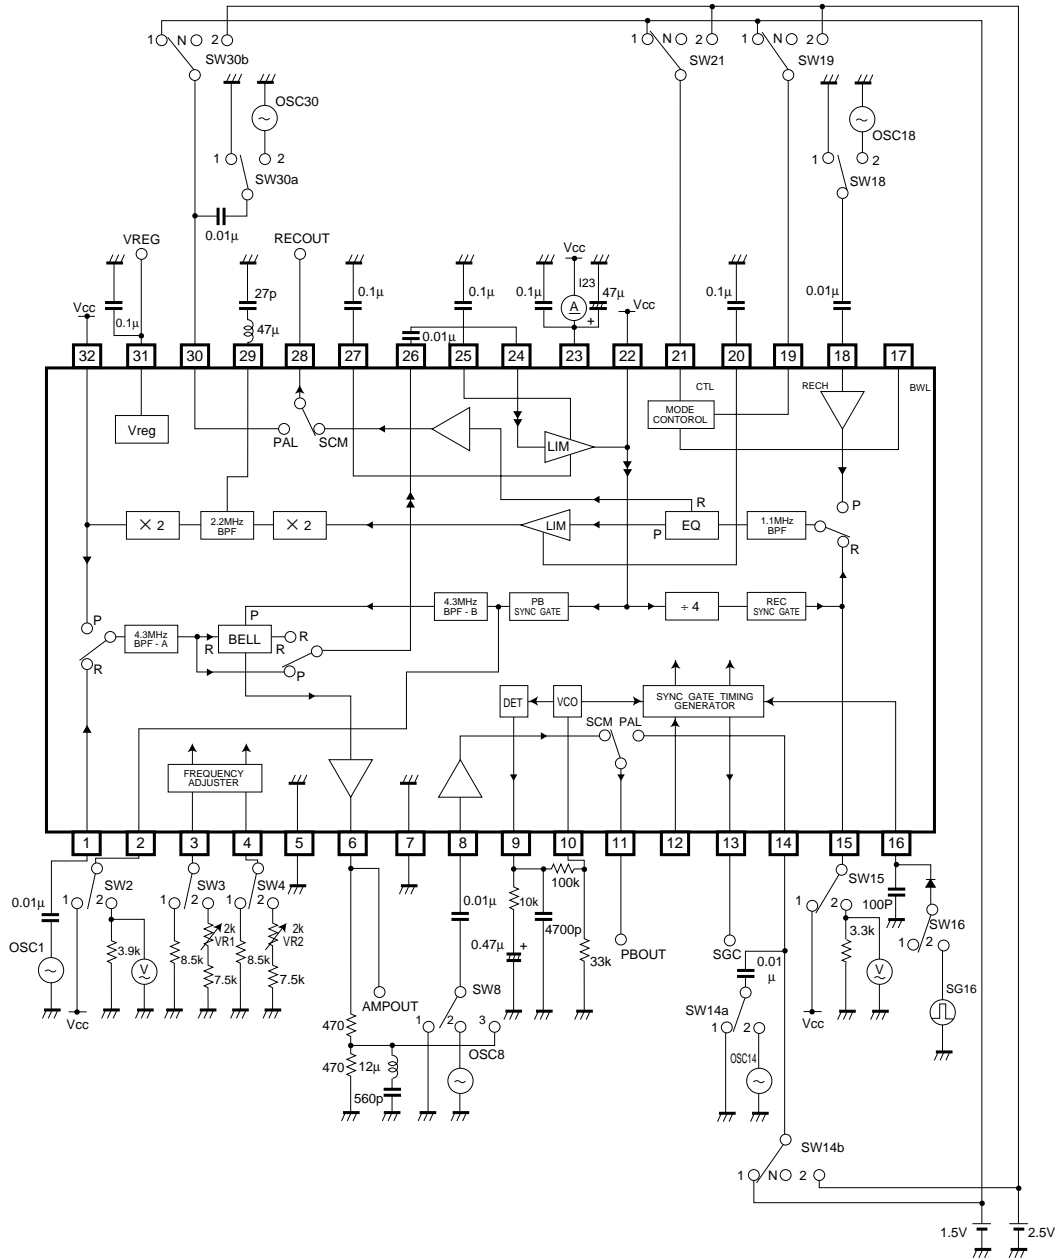 1 N 2
SW30b
1 N 2
SW21
1 N 2
SW19
OSC30
1 2
SW30a
0.01μ
OSC18
1 2
SW18
VREG
RECOUT
Vcc
0.1μ
27p
47μ
0.1μ
0.01μ
0.1μ
0.1μ
Vcc
I23
A
47μ
+
Vcc
0.1μ
0.01μ
32 31 30 29 28 27 26 25 24 23 22 21 20 19 18 17
Vreg
PAL
SCM
LIM
CTL
MODE
CONTOROL
RECH
BWL
× 2
2.2MHz
BPF
× 2
LIM
R
P
EQ
1.1MHz
BPF
P
R
P
R
4.3MHz
BPF - A
P
R
BELL
R
R
P
4.3MHz
BPF - B
PB
SYNC GATE
÷ 4
REC
SYNC GATE
DET
VCO
SYNC GATE TIMING
GENERATOR
SCM PAL
FREQUENCY
ADJUSTER
1 2 3 4 5 6 7 8 9 10 11 12 13 14 15 16
0.01μ
OSC1
SW2
1 2
3.9k
V
Vcc
SW3
1 2
8.5k
2k
VR1
7.5k
SW4
1 2
8.5k
2k
VR2
7.5k
AMPOUT
470
470
12μ
560p
0.01μ
SW8
1 2 3
OSC8
10k
0.47μ
+
4700p
100k
33k
PBOUT
SGC
0.01
μ
SW14a
1 2
OSC14
SW14b
1 N 2
SW15
1 2
3.3k
V
Vcc
100P
SW16
1 2
SG16
1.5V
2.5V